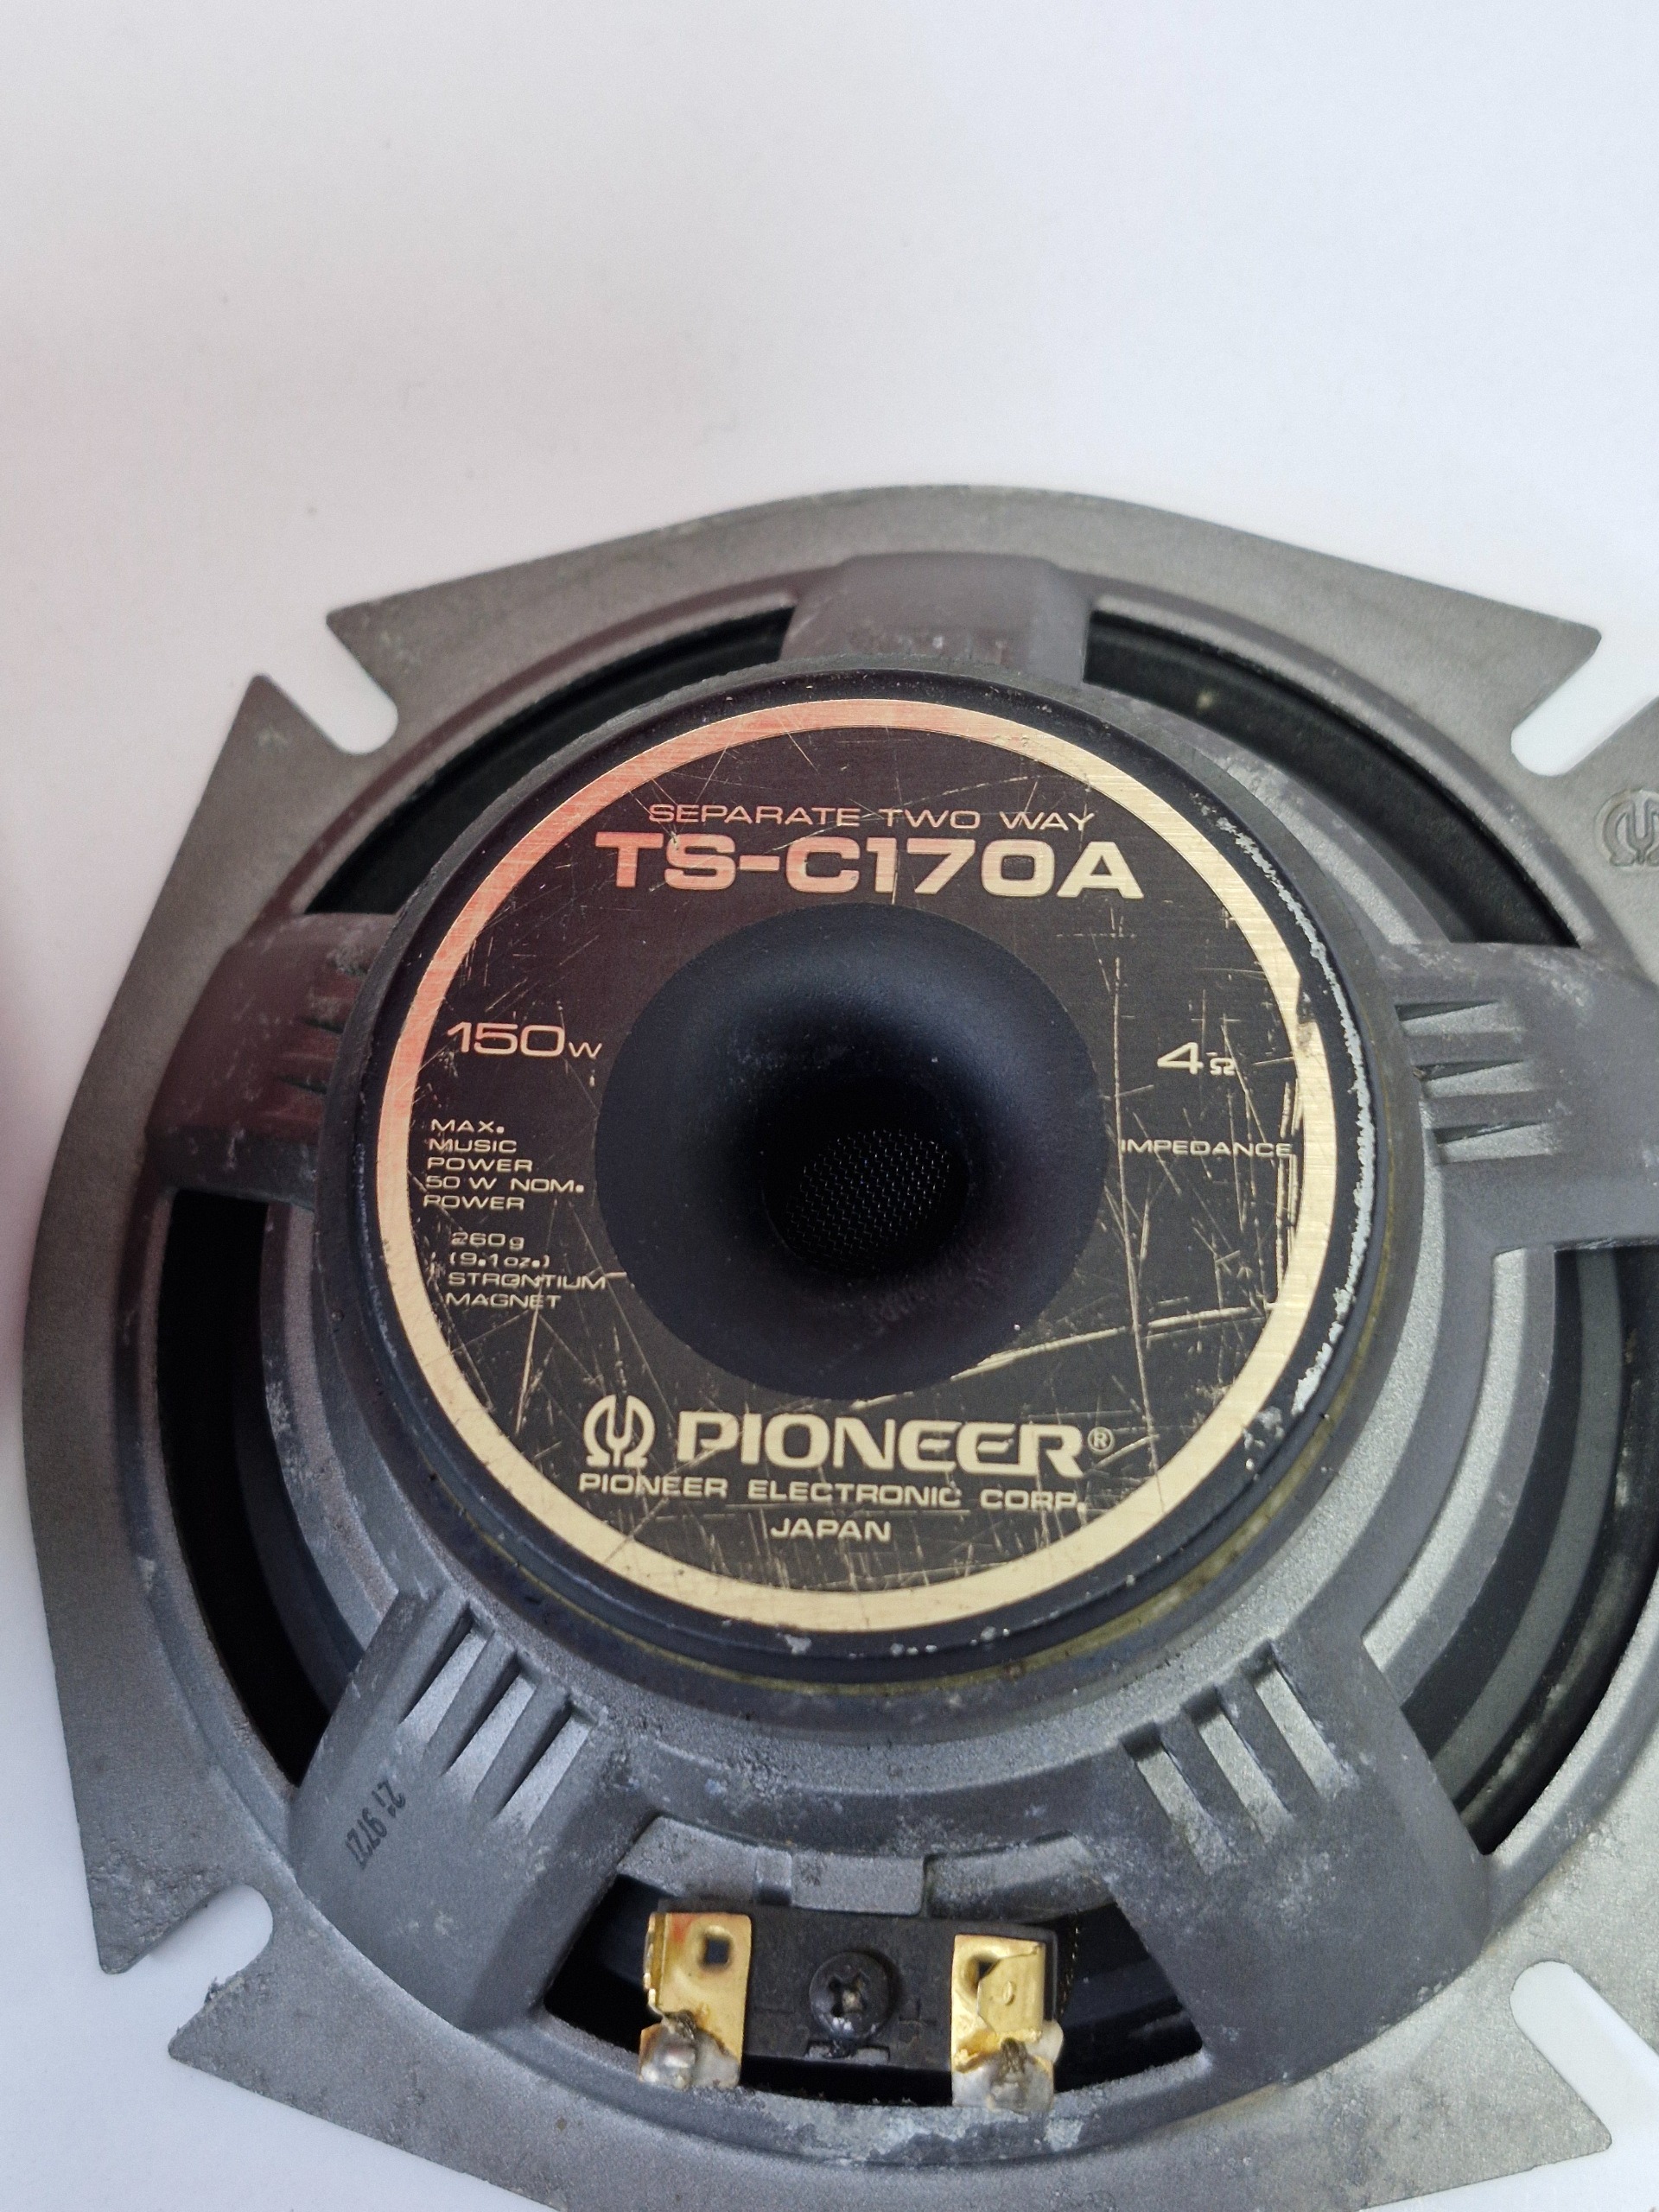 SEPARATE TWO WAY
TS-C170A
150W
4Ω
MAX.
MUSIC
POWER
50 W NOM.
POWER
IMPEDANCE
260g
(9.1oz.)
STRONTIUM
MAGNET
PIONEER®
PIONEER ELECTRONIC CORP.
JAPAN